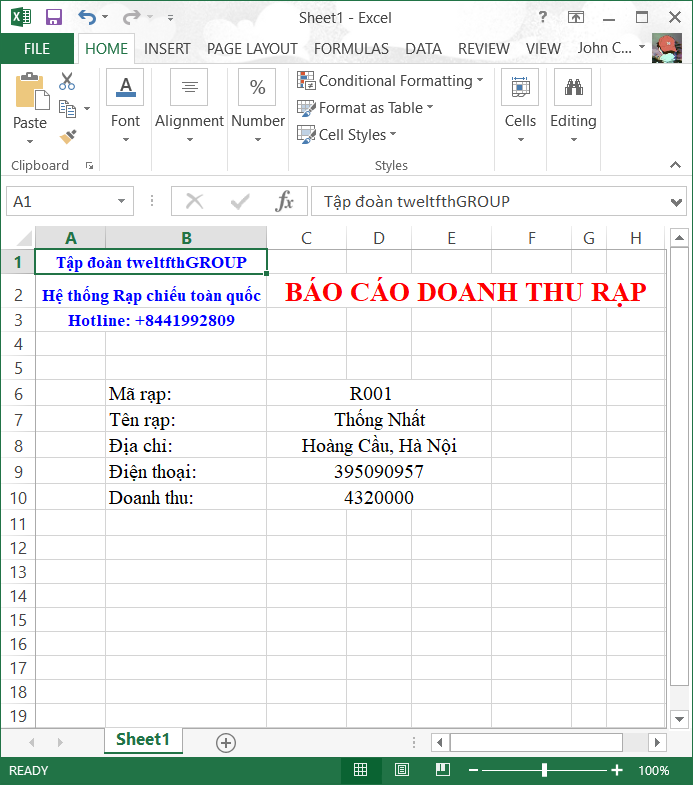 Sheet1 - Excel
?
FILE HOME INSERT PAGE LAYOUT FORMULAS DATA REVIEW VIEW John C...
Paste
Font
Alignment
%
Number
Conditional Formatting
Format as Table
Cell Styles
Cells
Editing
Clipboard
Styles
A1 fx Tập đoàn tweltfthGROUP
A B C D E F G H
1 Tập đoàn tweltfthGROUP
2 Hệ thống Rạp chiếu toàn quốc BÁO CÁO DOANH THU RẠP
3 Hotline: +8441992809
4
5
6 Mã rạp: R001
7 Tên rạp: Thống Nhất
8 Địa chỉ: Hoàng Cầu, Hà Nội
9 Điện thoại: 395090957
10 Doanh thu: 4320000
11
12
13
14
15
16
17
18
19
Sheet1
READY 100%